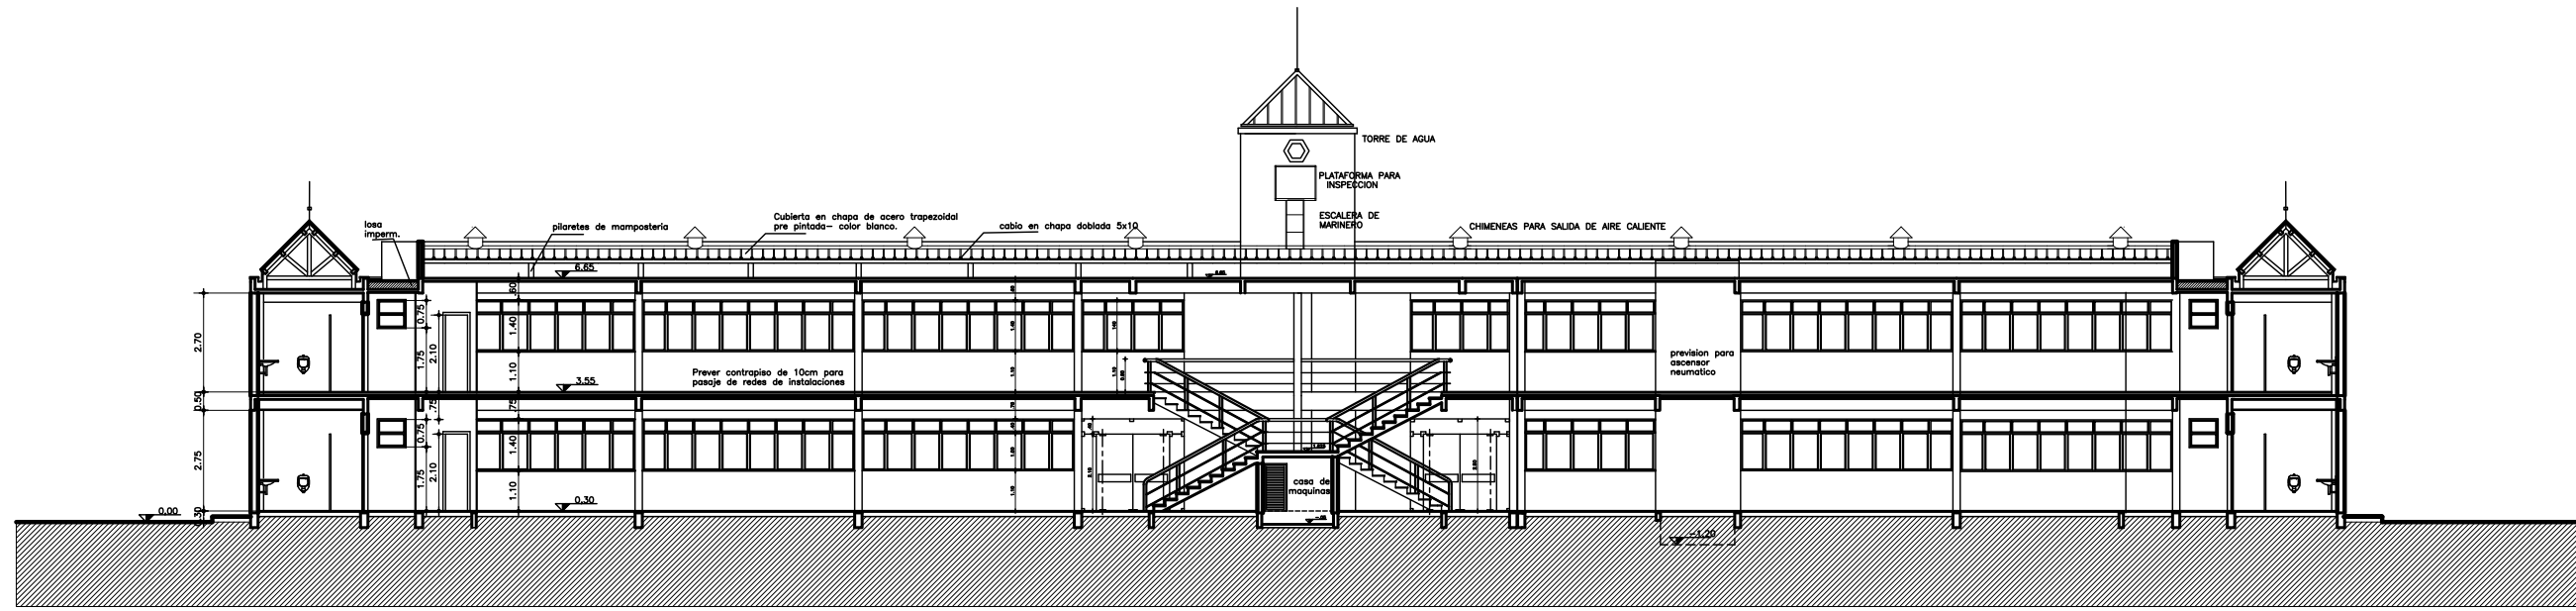 TORRE DE AGUA
PLATAFORMA PARA
INSPECCION
ESCALERA DE
MARINERO
CHIMENEAS PARA SALIDA DE AIRE CALIENTE
losa
imperm.
pilaretes de mamposteria
Cubierta en chapa de acero trapezoidal
pre pintada- color blanco.
cabio en chapa doblada 5x10
6.65
.60
2.70
0.75
1.75
2.10
1.40
1.10
Prever contrapiso de 10cm para
pasaje de redes de instalaciones
prevision para
ascensor
neumatico
3.55
0.50
.75
.75
2.75
0.75
1.75
2.10
1.40
1.10
casa de
maquinas
0.30
0.00
0.30
-1.20